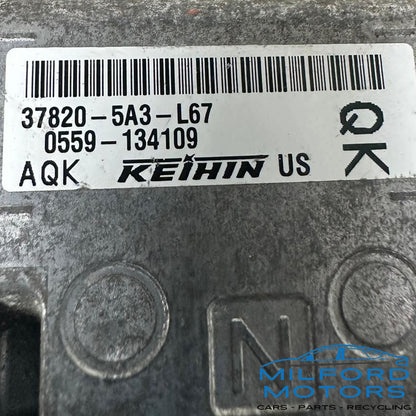 37820-5A3-L67
0559-134109
AQK KEIHIN US
QK
N
MILFORD
MOTORS
CARS - PARTS - RECYCLING